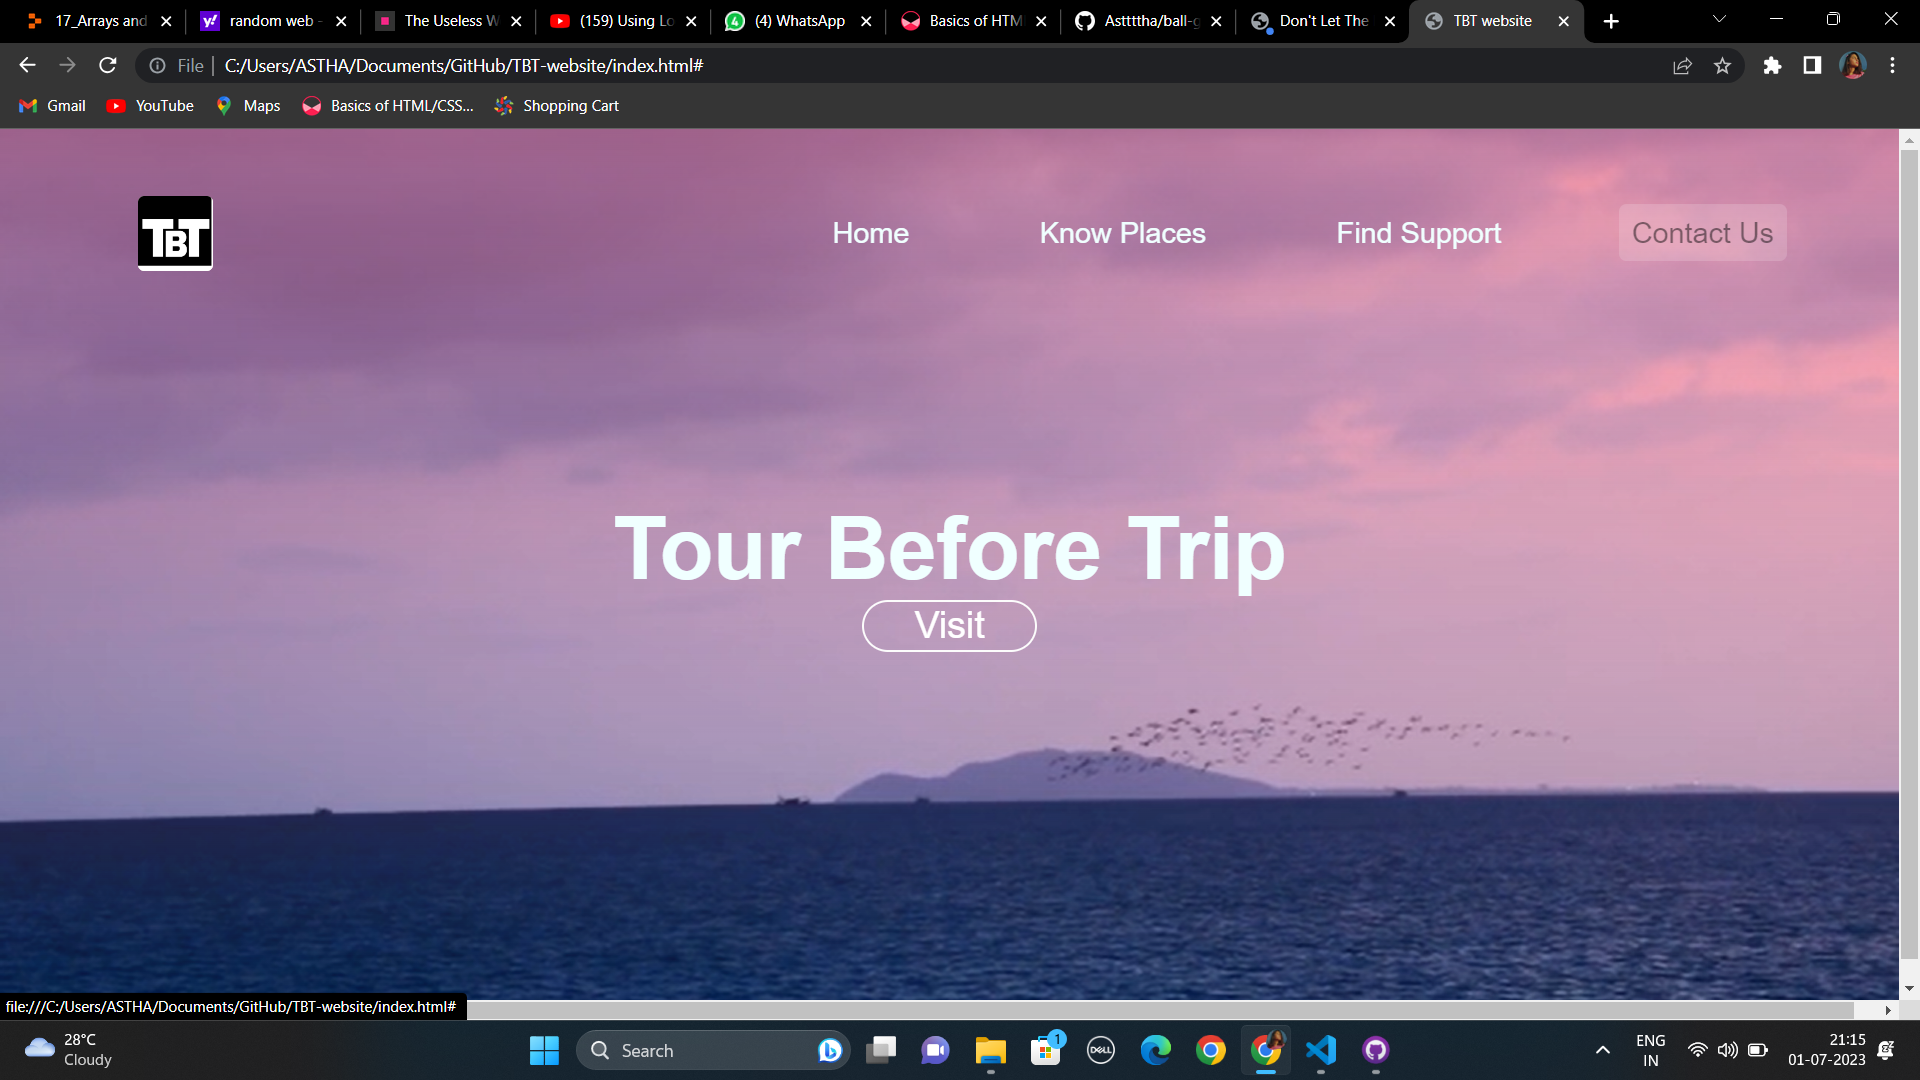 17_Arrays and
random web -
The Useless W
(159) Using Lo
(4) WhatsApp
Basics of HTM
Asttttha/ball-g
Don't Let The
TBT website
File
C:/Users/ASTHA/Documents/GitHub/TBT-website/index.html#
Gmail
YouTube
Maps
Basics of HTML/CSS...
Shopping Cart
TBT
Home
Know Places
Find Support
Contact Us
Tour Before Trip
Visit
file:///C:/Users/ASTHA/Documents/GitHub/TBT-website/index.html#
28°C
Cloudy
Search
1
DELL
ENG
IN
21:15
01-07-2023